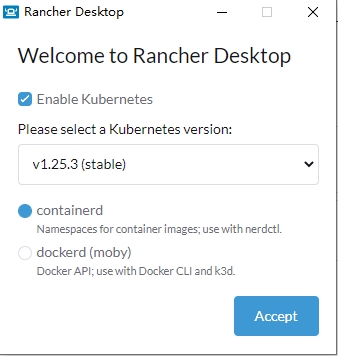 Rancher Desktop
Welcome to Rancher Desktop
Enable Kubernetes
Please select a Kubernetes version:
v1.25.3 (stable)
containerd
Namespaces for container images; use with nerdctl.
dockerd (moby)
Docker API; use with Docker CLI and k3d.
Accept